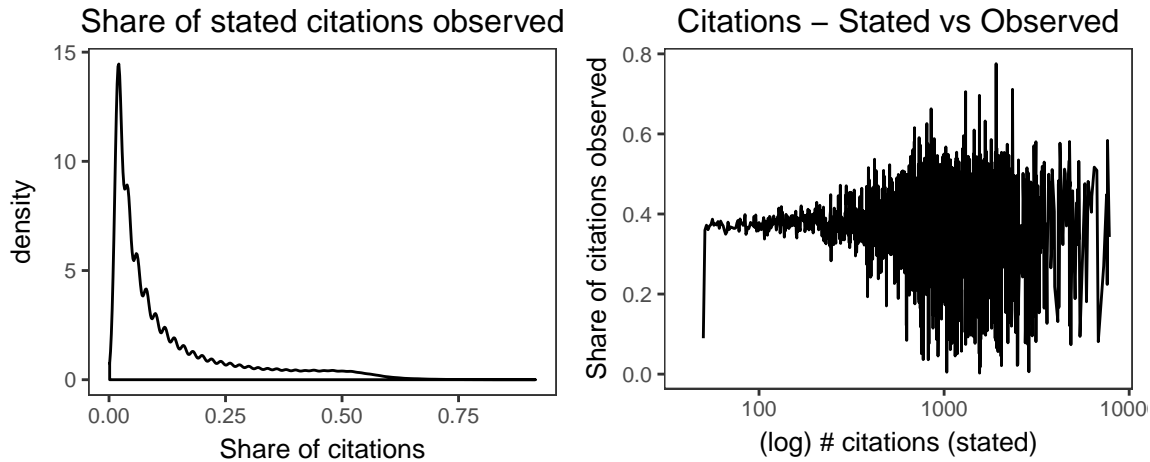 Share of stated citations observed
15
10
5
0
density
0.00 0.25 0.50 0.75
Share of citations
Citations − Stated vs Observed
0.8
0.6
0.4
0.2
0.0
Share of citations observed
100 1000 1000
(log) # citations (stated)